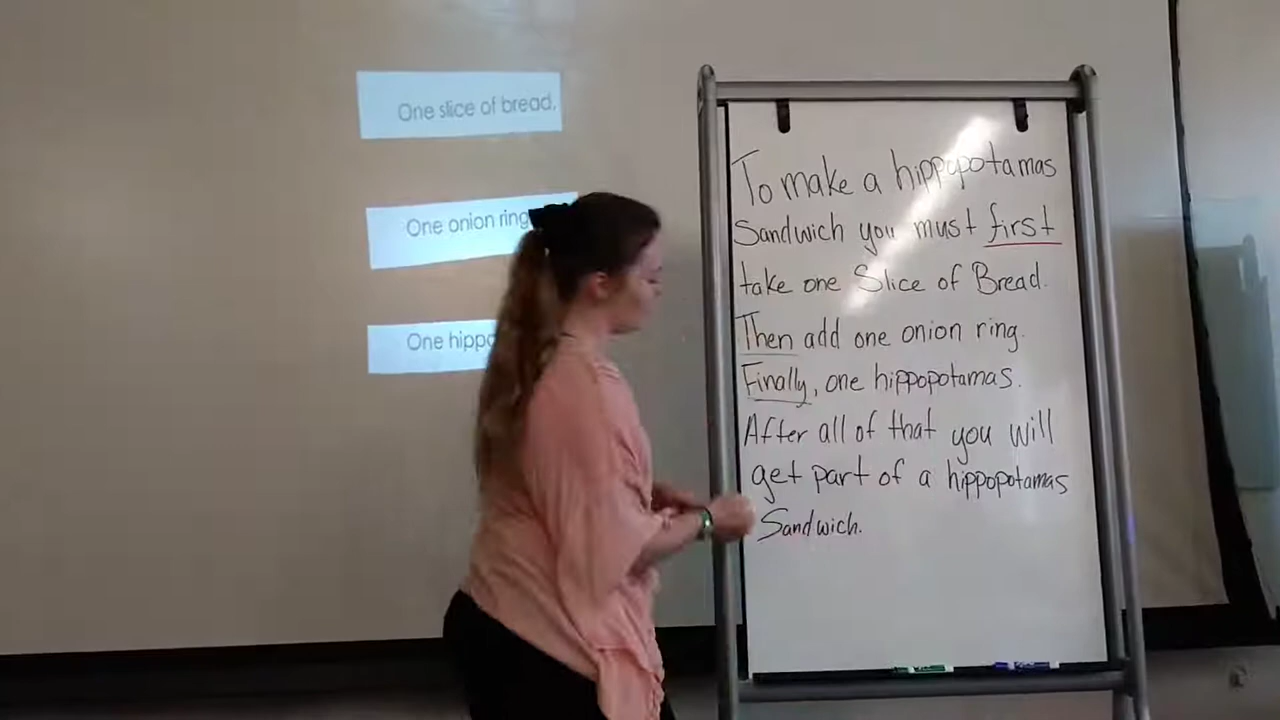 One slice of bread,
One onion ring
One hippo
To make a hippopotamas
Sandwich you must first
take one Slice of Bread.
Then add one onion ring.
Finally, one hippopotamas.
After all of that you will
get part of a hippopotamas
Sandwich.